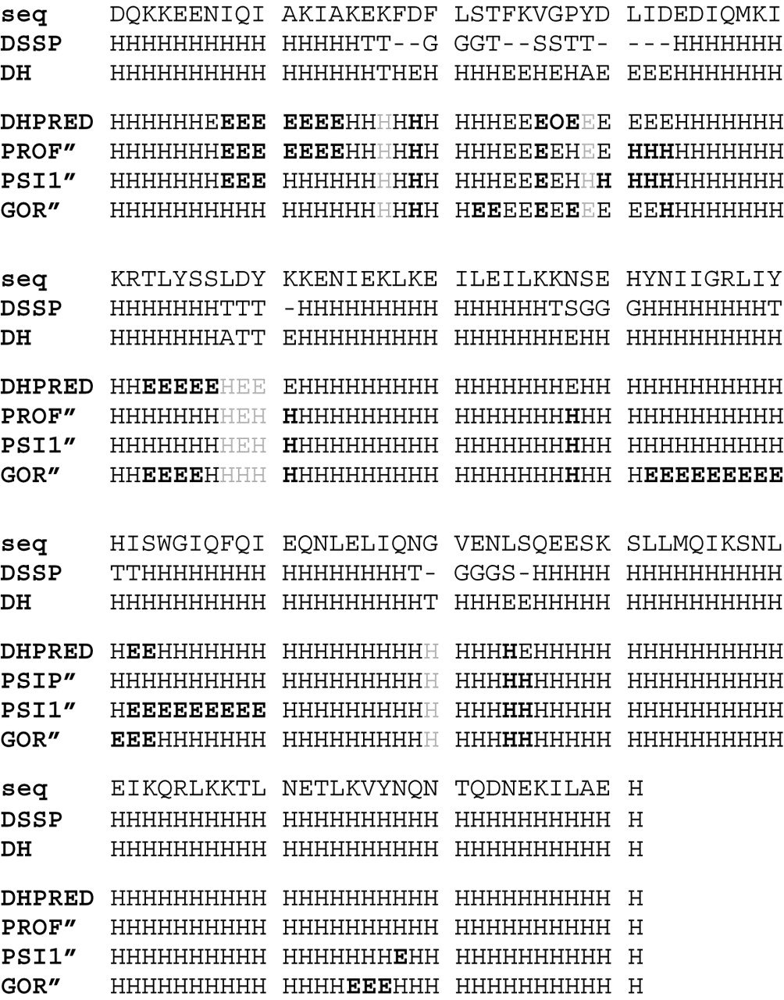 seq DQKKEENIQI AKIAKEKFDF LSTFKVGPYD LIDEDIQMKI
DSSP HHHHHHHHHH HHHHHTT--G GGT--SSTT- ---HHHHHHH
DH HHHHHHHHHH HHHHHHTHEH HHHEEHEHAE EEEHHHHHHH
DHPRED HHHHHHEEEE EEEEHHHHHH HHHEEEOEEE EEEHHHHHHH
PROF″ HHHHHHHEEE EEEEHHHHHH HHHEEEEHEE HHHHHHHHHH
PSI1″ HHHHHHHEEE HHHHHHHHHH HHHEEEEHHH HHHHHHHHHH
GOR″ HHHHHHHHHH HHHHHHHHHH HEEEEEEEEE EEHHHHHHHH
seq KRTLYSSLDY KKENIEKLKE ILEILKKNSE HYNIIGRLIY
DSSP HHHHHHHTTT -HHHHHHHHH HHHHHHTSGG GHHHHHHHHT
DH HHHHHHHATT EHHHHHHHHH HHHHHHHEHH HHHHHHHHHH
DHPRED HHEEEEEHEE EHHHHHHHHH HHHHHHHEHH HHHHHHHHHH
PROF″ HHHHHHHHEH HHHHHHHHHH HHHHHHHHHH HHHHHHHHHH
PSI1″ HHHHHHHHEH HHHHHHHHHH HHHHHHHHHH HHHHHHHHHH
GOR″ HHEEEEHHHH HHHHHHHHHH HHHHHHHHHH HEEEEEEEEE
seq HISWGIQFQI EQNLELIQNG VENLSQEESK SLLMQIKSNL
DSSP TTHHHHHHHH HHHHHHHHT- GGGS-HHHHH HHHHHHHHHH
DH HHHHHHHHHH HHHHHHHHHT HHHEEHHHHH HHHHHHHHHH
DHPRED HEEHHHHHHH HHHHHHHHHH HHHHEHHHHH HHHHHHHHHH
PSIP″ HHHHHHHHHH HHHHHHHHHH HHHHHHHHHH HHHHHHHHHH
PSI1″ HEEEEEEEEE HHHHHHHHHH HHHHHHHHHH HHHHHHHHHH
GOR″ EEEHHHHHHH HHHHHHHHHH HHHHHHHHHH HHHHHHHHHH
seq EIKQRLKKTL NETLKVYNQN TQDNEKILAE H
DSSP HHHHHHHHHH HHHHHHHHHH HHHHHHHHHH H
DH HHHHHHHHHH HHHHHHHHHH HHHHHHHHHH H
DHPRED HHHHHHHHHH HHHHHHHHHH HHHHHHHHHH H
PROF″ HHHHHHHHHH HHHHHHHHHH HHHHHHHHHH H
PSI1″ HHHHHHHHHH HHHHHHHEHH HHHHHHHHHH H
GOR″ HHHHHHHHHH HHHHEEEHHH HHHHHHHHHH H